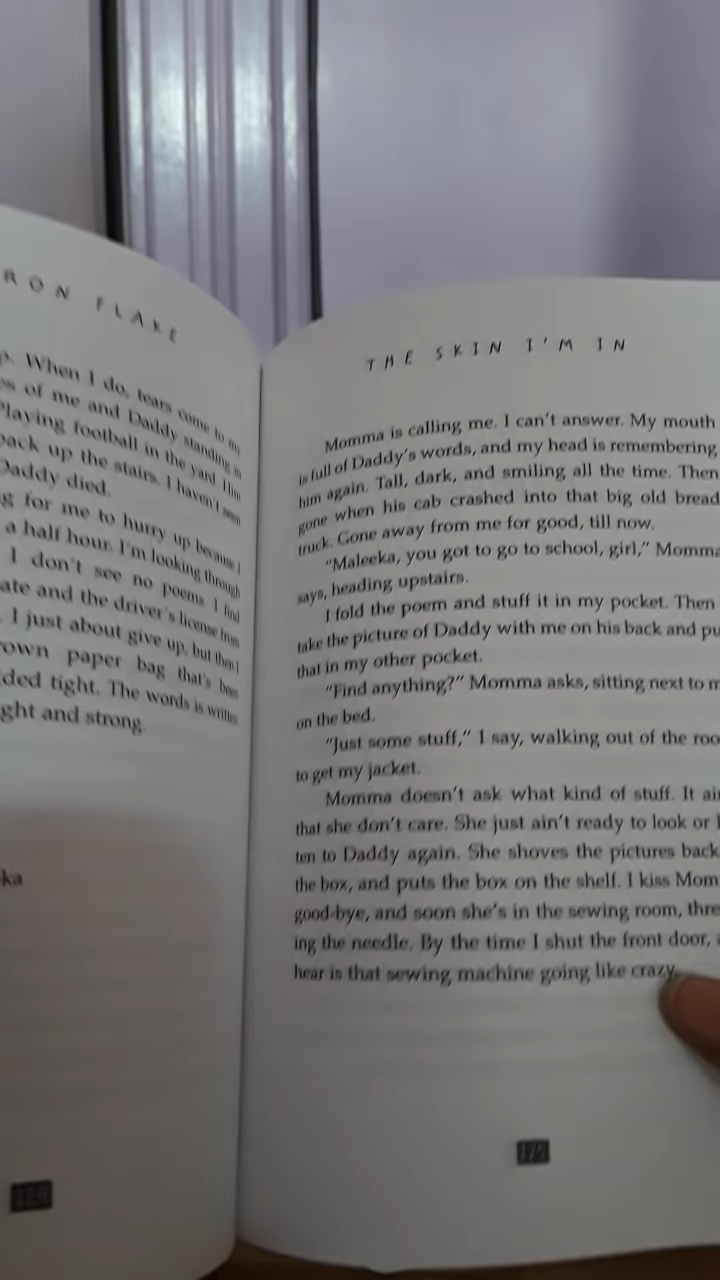 RON FLAKE
. When I do, tears come to my
s of me and Daddy standing in
laying football in the yard. Him
back up the stairs. I haven't seen
Daddy died.
g for me to hurry up because I
a half hour. I'm looking through
I don't see no poems. I find
ate and the driver's license from
. I just about give up, but then I
own paper bag that's been
ded tight. The words is written
ght and strong.
ka
THE SKIN I'M IN
Momma is calling me. I can't answer. My mouth
is full of Daddy's words, and my head is remembering
him again. Tall, dark, and smiling all the time. Then
gone when his cab crashed into that big old bread
truck. Gone away from me for good, till now.
"Maleeka, you got to go to school, girl," Momma
says, heading upstairs.
I fold the poem and stuff it in my pocket. Then
take the picture of Daddy with me on his back and pu
that in my other pocket.
"Find anything?" Momma asks, sitting next to m
on the bed.
"Just some stuff," I say, walking out of the roo
to get my jacket.
Momma doesn't ask what kind of stuff. It ai
that she don't care. She just ain't ready to look or l
ten to Daddy again. She shoves the pictures back
the box, and puts the box on the shelf. I kiss Mom
good-bye, and soon she's in the sewing room, thre
ing the needle. By the time I shut the front door, a
hear is that sewing machine going like crazy.